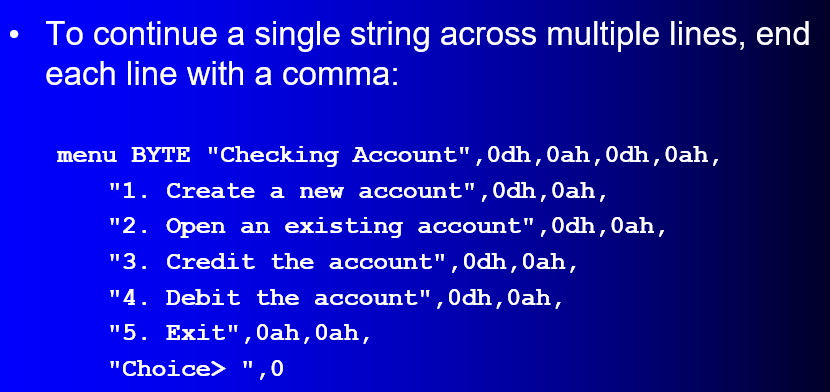 • To continue a single string across multiple lines, end
each line with a comma:
menu BYTE "Checking Account",0dh,0ah,0dh,0ah,
"1. Create a new account",0dh,0ah,
"2. Open an existing account",0dh,0ah,
"3. Credit the account",0dh,0ah,
"4. Debit the account",0dh,0ah,
"5. Exit",0ah,0ah,
"Choice> ",0